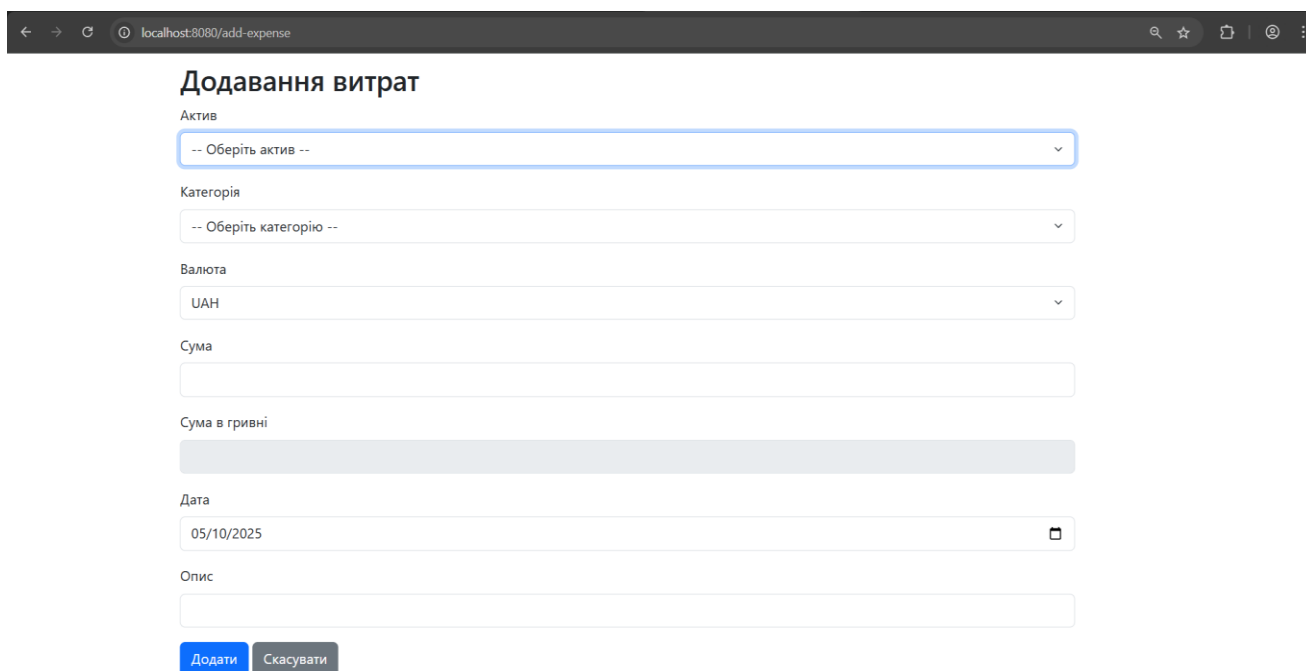 localhost:8080/add-expense
Додавання витрат
Актив
-- Оберіть актив --
Категорія
-- Оберіть категорію --
Валюта
UAH
Сума
Сума в гривні
Дата
05/10/2025
Опис
Додати Скасувати